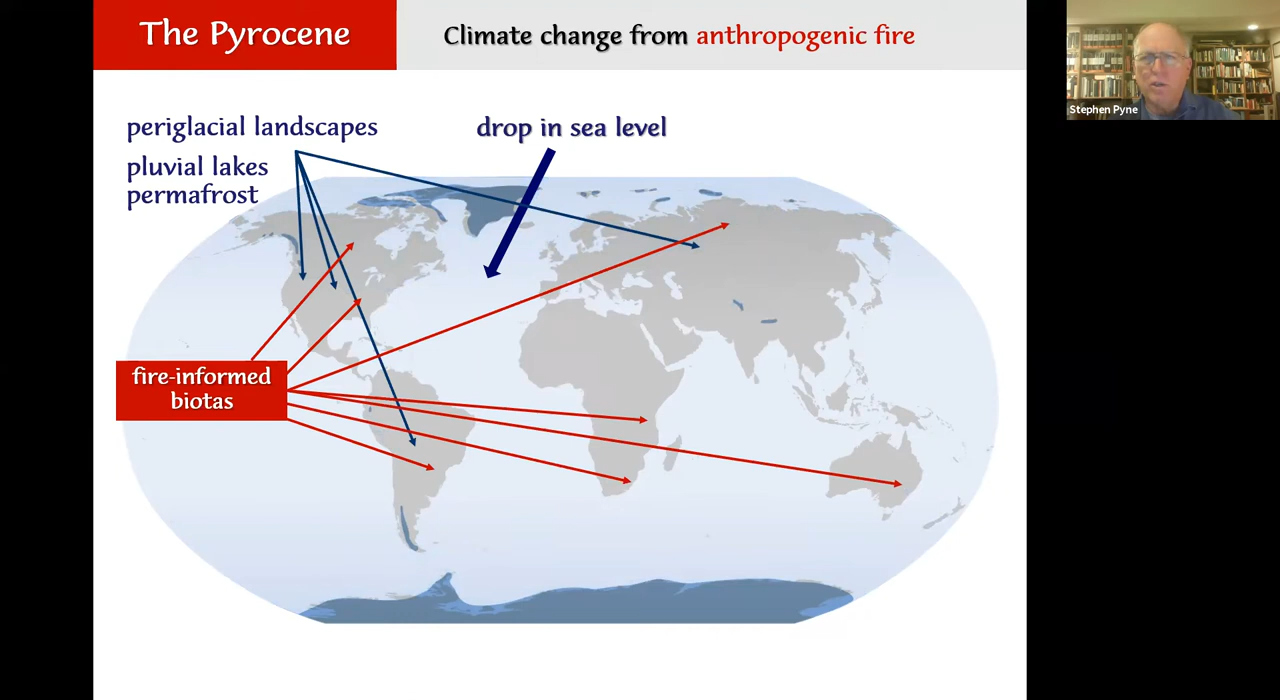 The Pyrocene
Climate change from anthropogenic fire
Stephen Pyne
periglacial landscapes
pluvial lakes
permafrost
drop in sea level
fire-informed
biotas